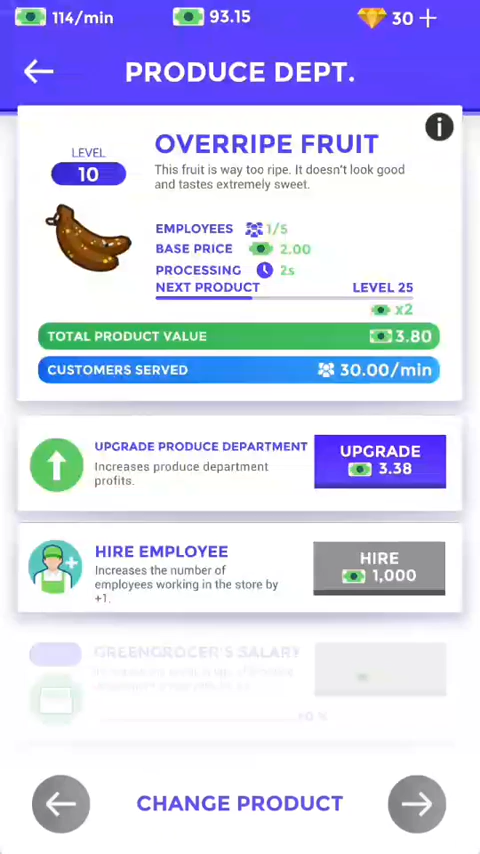 114/min 93.15 30 +
PRODUCE DEPT.
OVERRIPE FRUIT
LEVEL
10
This fruit is way too ripe. It doesn't look good
and tastes extremely sweet.
EMPLOYEES 1/5
BASE PRICE 2.00
PROCESSING 2s
NEXT PRODUCT LEVEL 25
x2
TOTAL PRODUCT VALUE 3.80
CUSTOMERS SERVED 30.00/min
UPGRADE PRODUCE DEPARTMENT
Increases produce department
profits.
UPGRADE
3.38
HIRE EMPLOYEE
Increases the number of
employees working in the store by
+1.
HIRE
1,000
GREENGROCER'S SALARY
CHANGE PRODUCT